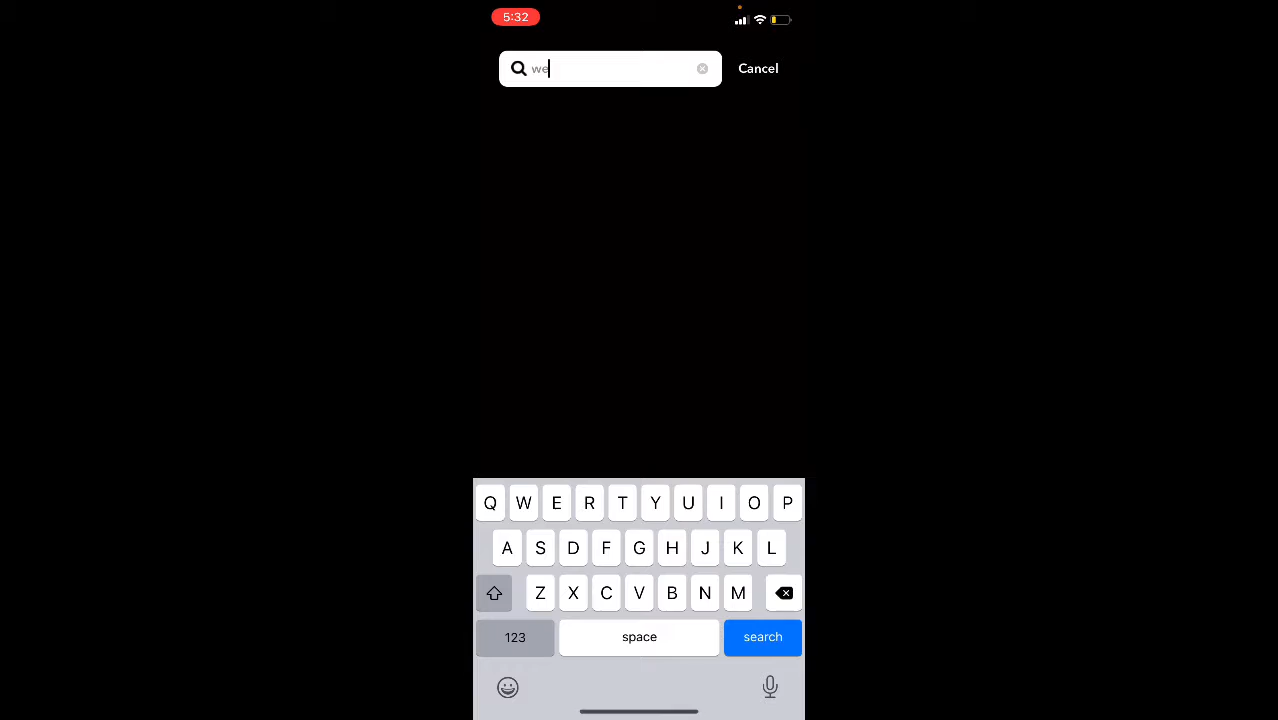 5:32
we
Cancel
Q W E R T Y U I O P
A S D F G H J K L
Z X C V B N M
123 space search